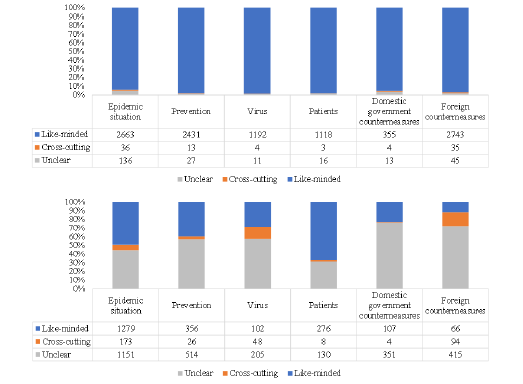 100%
90%
80%
70%
60%
50%
40%
30%
20%
10%
0%
Epidemic situation Prevention Virus Patients Domestic government countermeasures Foreign countermeasures
Like-minded 2663 2431 1192 1118 355 2743
Cross-cutting 36 13 4 3 4 35
Unclear 136 27 11 16 13 45
Unclear Cross-cutting Like-minded
100%
90%
80%
70%
60%
50%
40%
30%
20%
10%
0%
Epidemic situation Prevention Virus Patients Domestic government countermeasures Foreign countermeasures
Like-minded 1279 356 102 276 107 66
Cross-cutting 173 26 48 8 4 94
Unclear 1151 514 205 130 351 415
Unclear Cross-cutting Like-minded